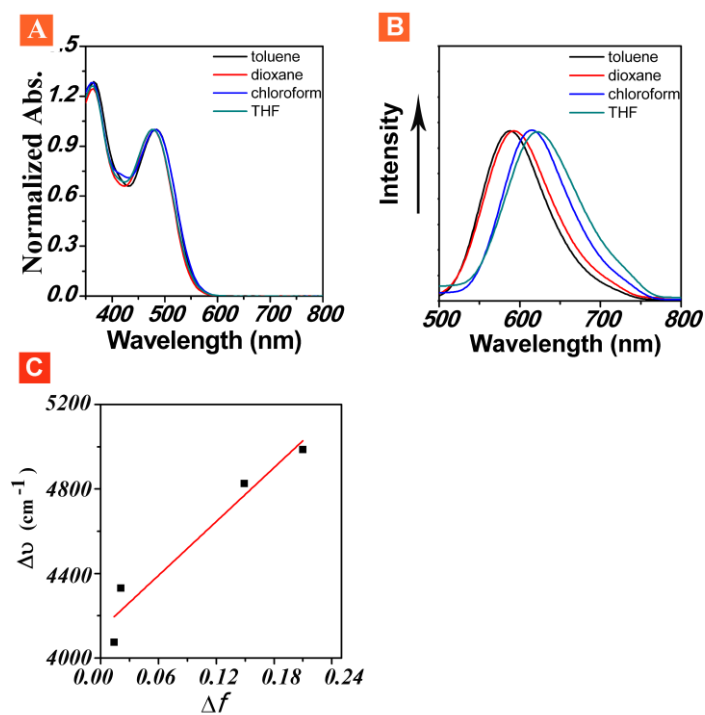 A
1.5
1.2
0.9
0.6
0.3
0.0
Normalized Abs.
toluene
dioxane
chloroform
THF
400 500 600 700 800
Wavelength (nm)
B
Intensity
toluene
dioxane
chloroform
THF
500 600 700 800
Wavelength (nm)
C
5200
4800
4400
4000
Δυ (cm⁻¹)
0.00 0.06 0.12 0.18 0.24
Δf